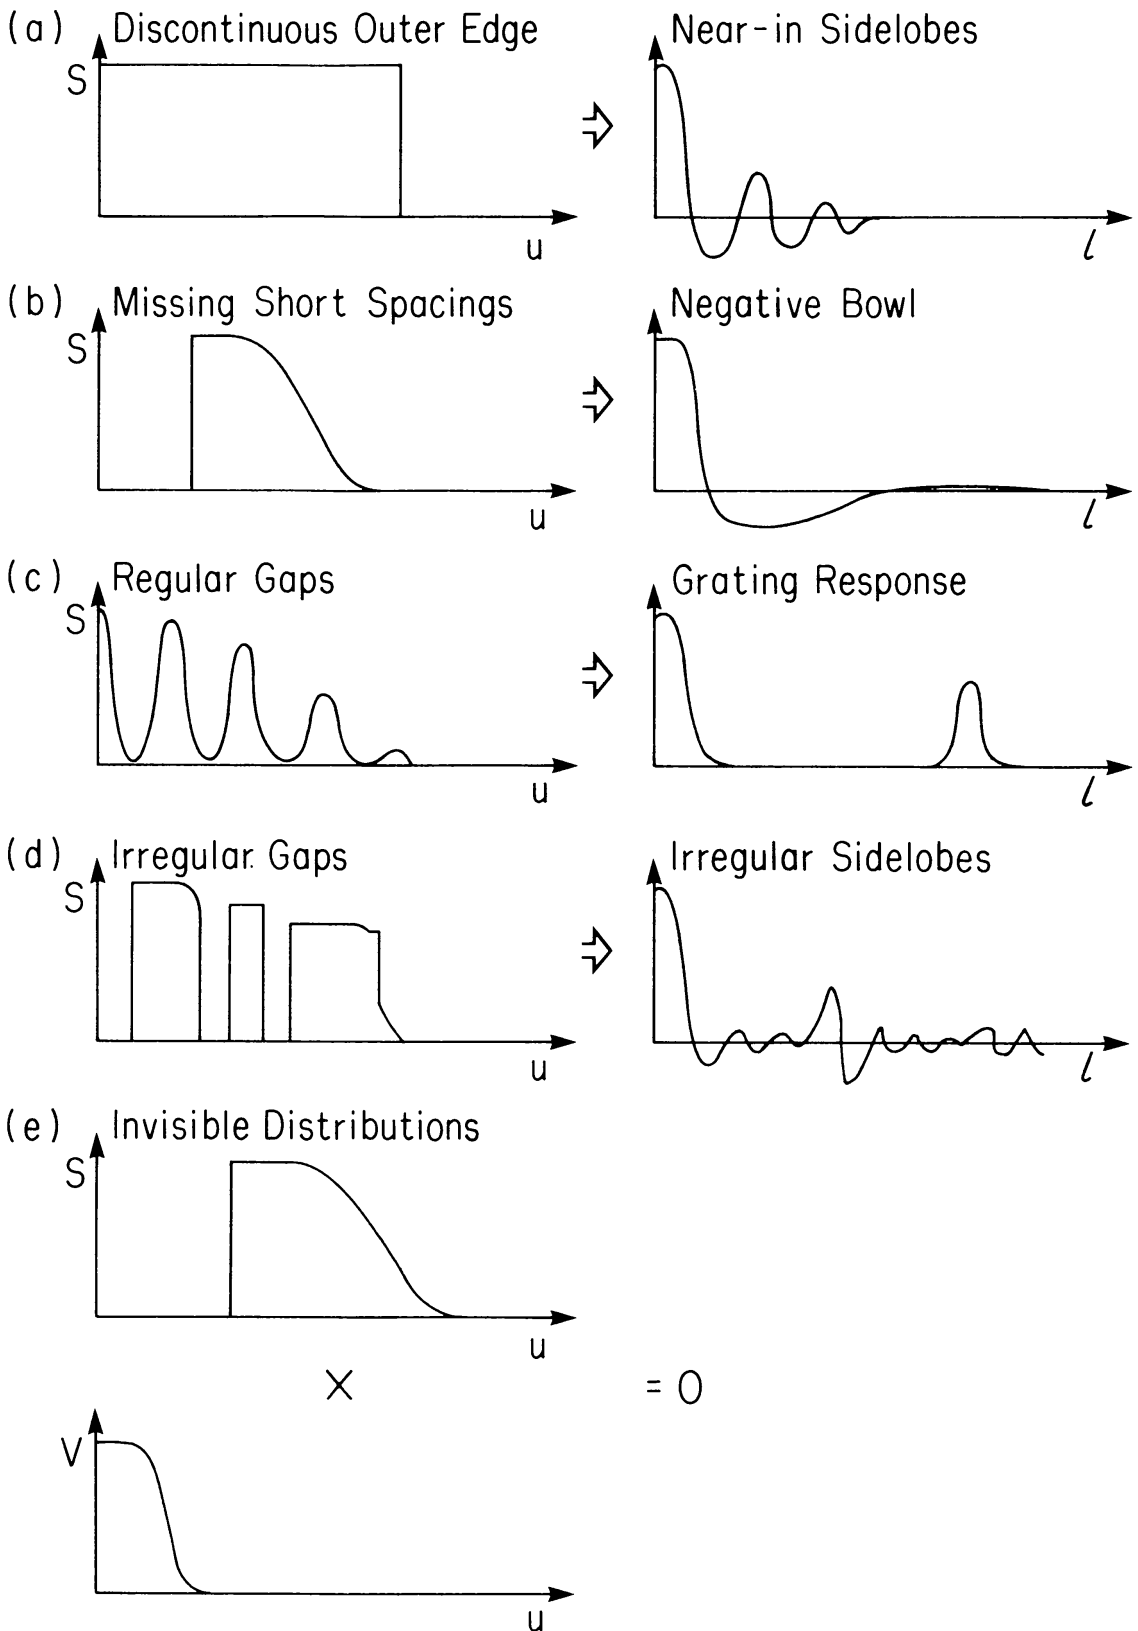 (a) Discontinuous Outer Edge
Near-in Sidelobes
S
u
l
(b) Missing Short Spacings
Negative Bowl
S
u
l
(c) Regular Gaps
Grating Response
S
u
l
(d) Irregular. Gaps
Irregular Sidelobes
S
u
l
(e) Invisible Distributions
S
u
X
= 0
V
u